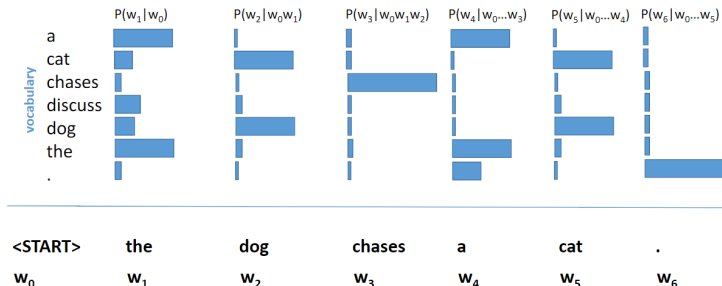 P(w₁|w₀) P(w₂|w₀w₁) P(w₃|w₀w₁w₂) P(w₄|w₀...w₃) P(w₅|w₀...w₄) P(w₆|w₀...w₅)
vocabulary
a
cat
chases
discuss
dog
the
.
<START> the dog chases a cat .
w₀ w₁ w₂ w₃ w₄ w₅ w₆